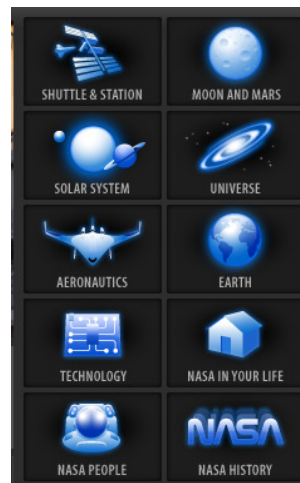 SHUTTLE & STATION
MOON AND MARS
SOLAR SYSTEM
UNIVERSE
AERONAUTICS
EARTH
TECHNOLOGY
NASA IN YOUR LIFE
NASA
NASA PEOPLE
NASA HISTORY